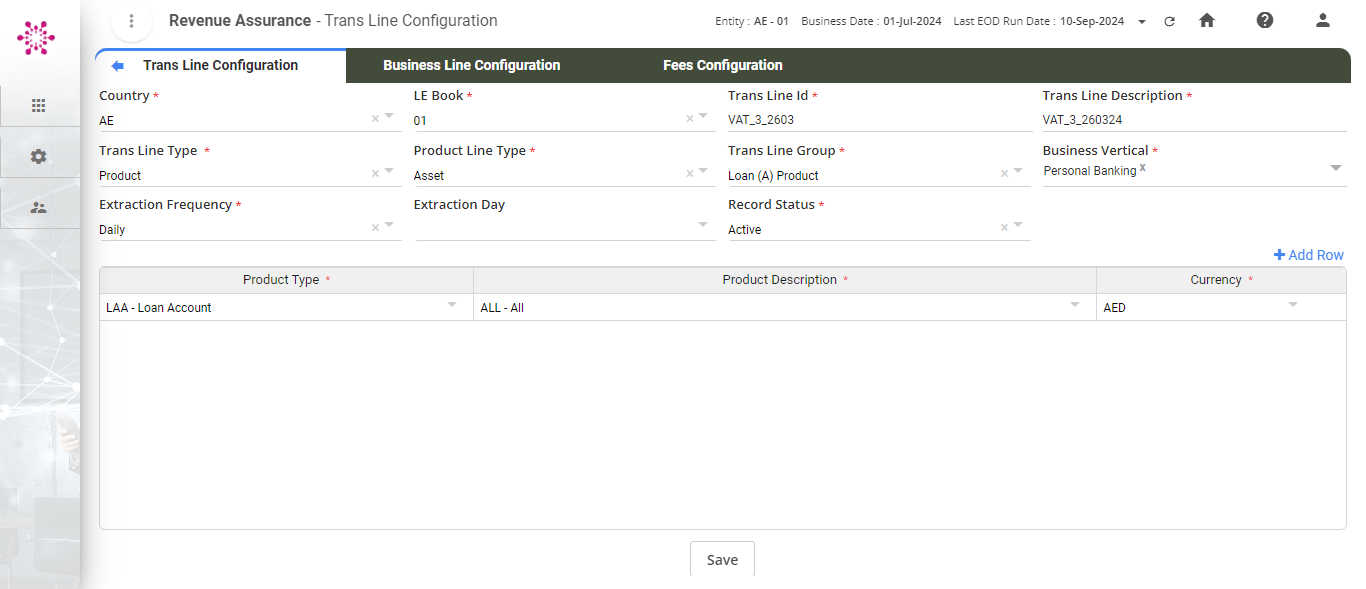 Revenue Assurance - Trans Line Configuration
Entity : AE - 01 Business Date : 01-Jul-2024 Last EOD Run Date : 10-Sep-2024
Trans Line Configuration Business Line Configuration Fees Configuration
Country * LE Book * Trans Line Id * Trans Line Description *
AE × 01 × VAT_3_2603 VAT_3_260324
Trans Line Type * Product Line Type * Trans Line Group * Business Vertical *
Product × Asset × Loan (A) Product × Personal Banking x
Extraction Frequency * Extraction Day Record Status *
Daily × Active ×
+ Add Row
Product Type * Product Description * Currency *
LAA - Loan Account ALL - All AED
Save